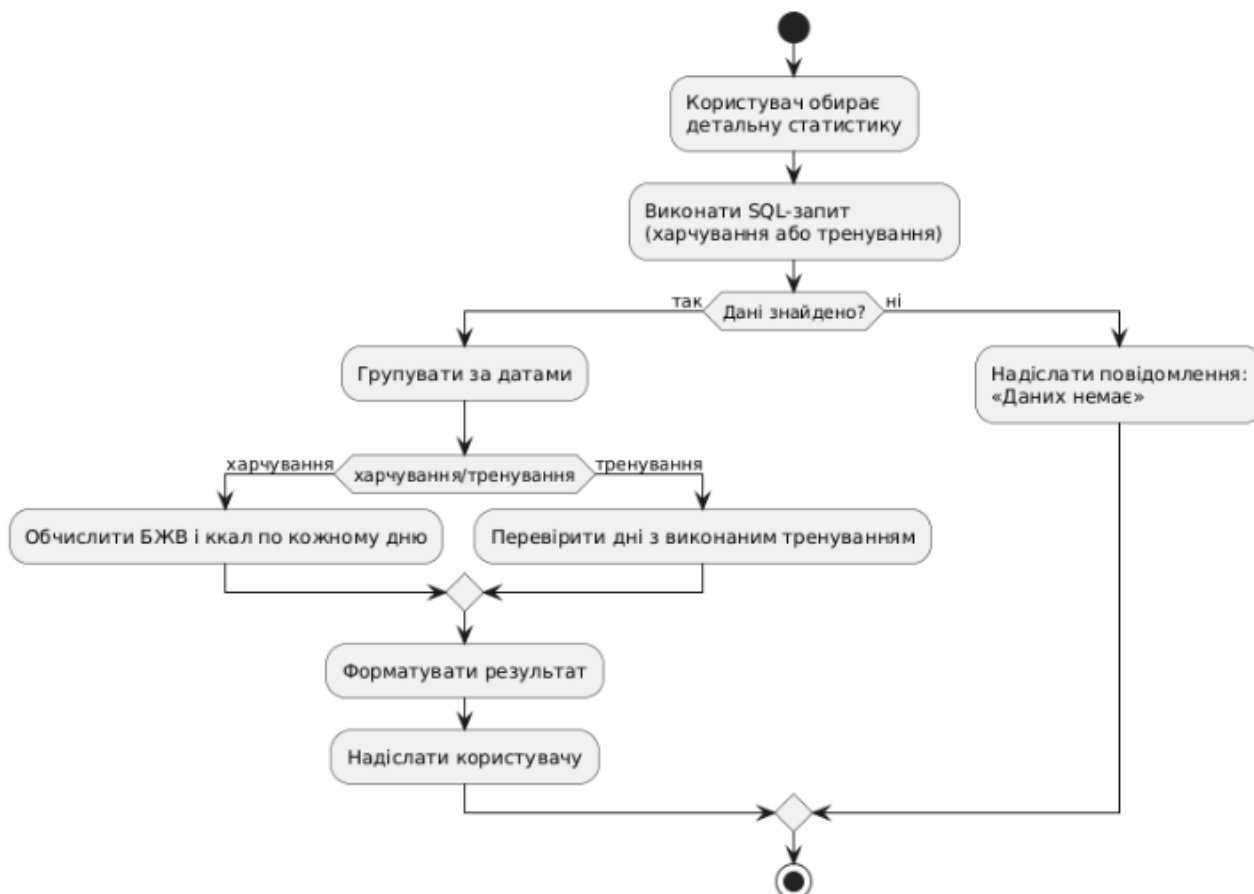 Користувач обирає
детальну статистику
Виконати SQL-запит
(харчування або тренування)
так
Дані знайдено?
ні
Групувати за датами
Надіслати повідомлення:
«Даних немає»
харчування
харчування/тренування
тренування
Обчислити БЖВ і ккал по кожному дню
Перевірити дні з виконаним тренуванням
Форматувати результат
Надіслати користувачу